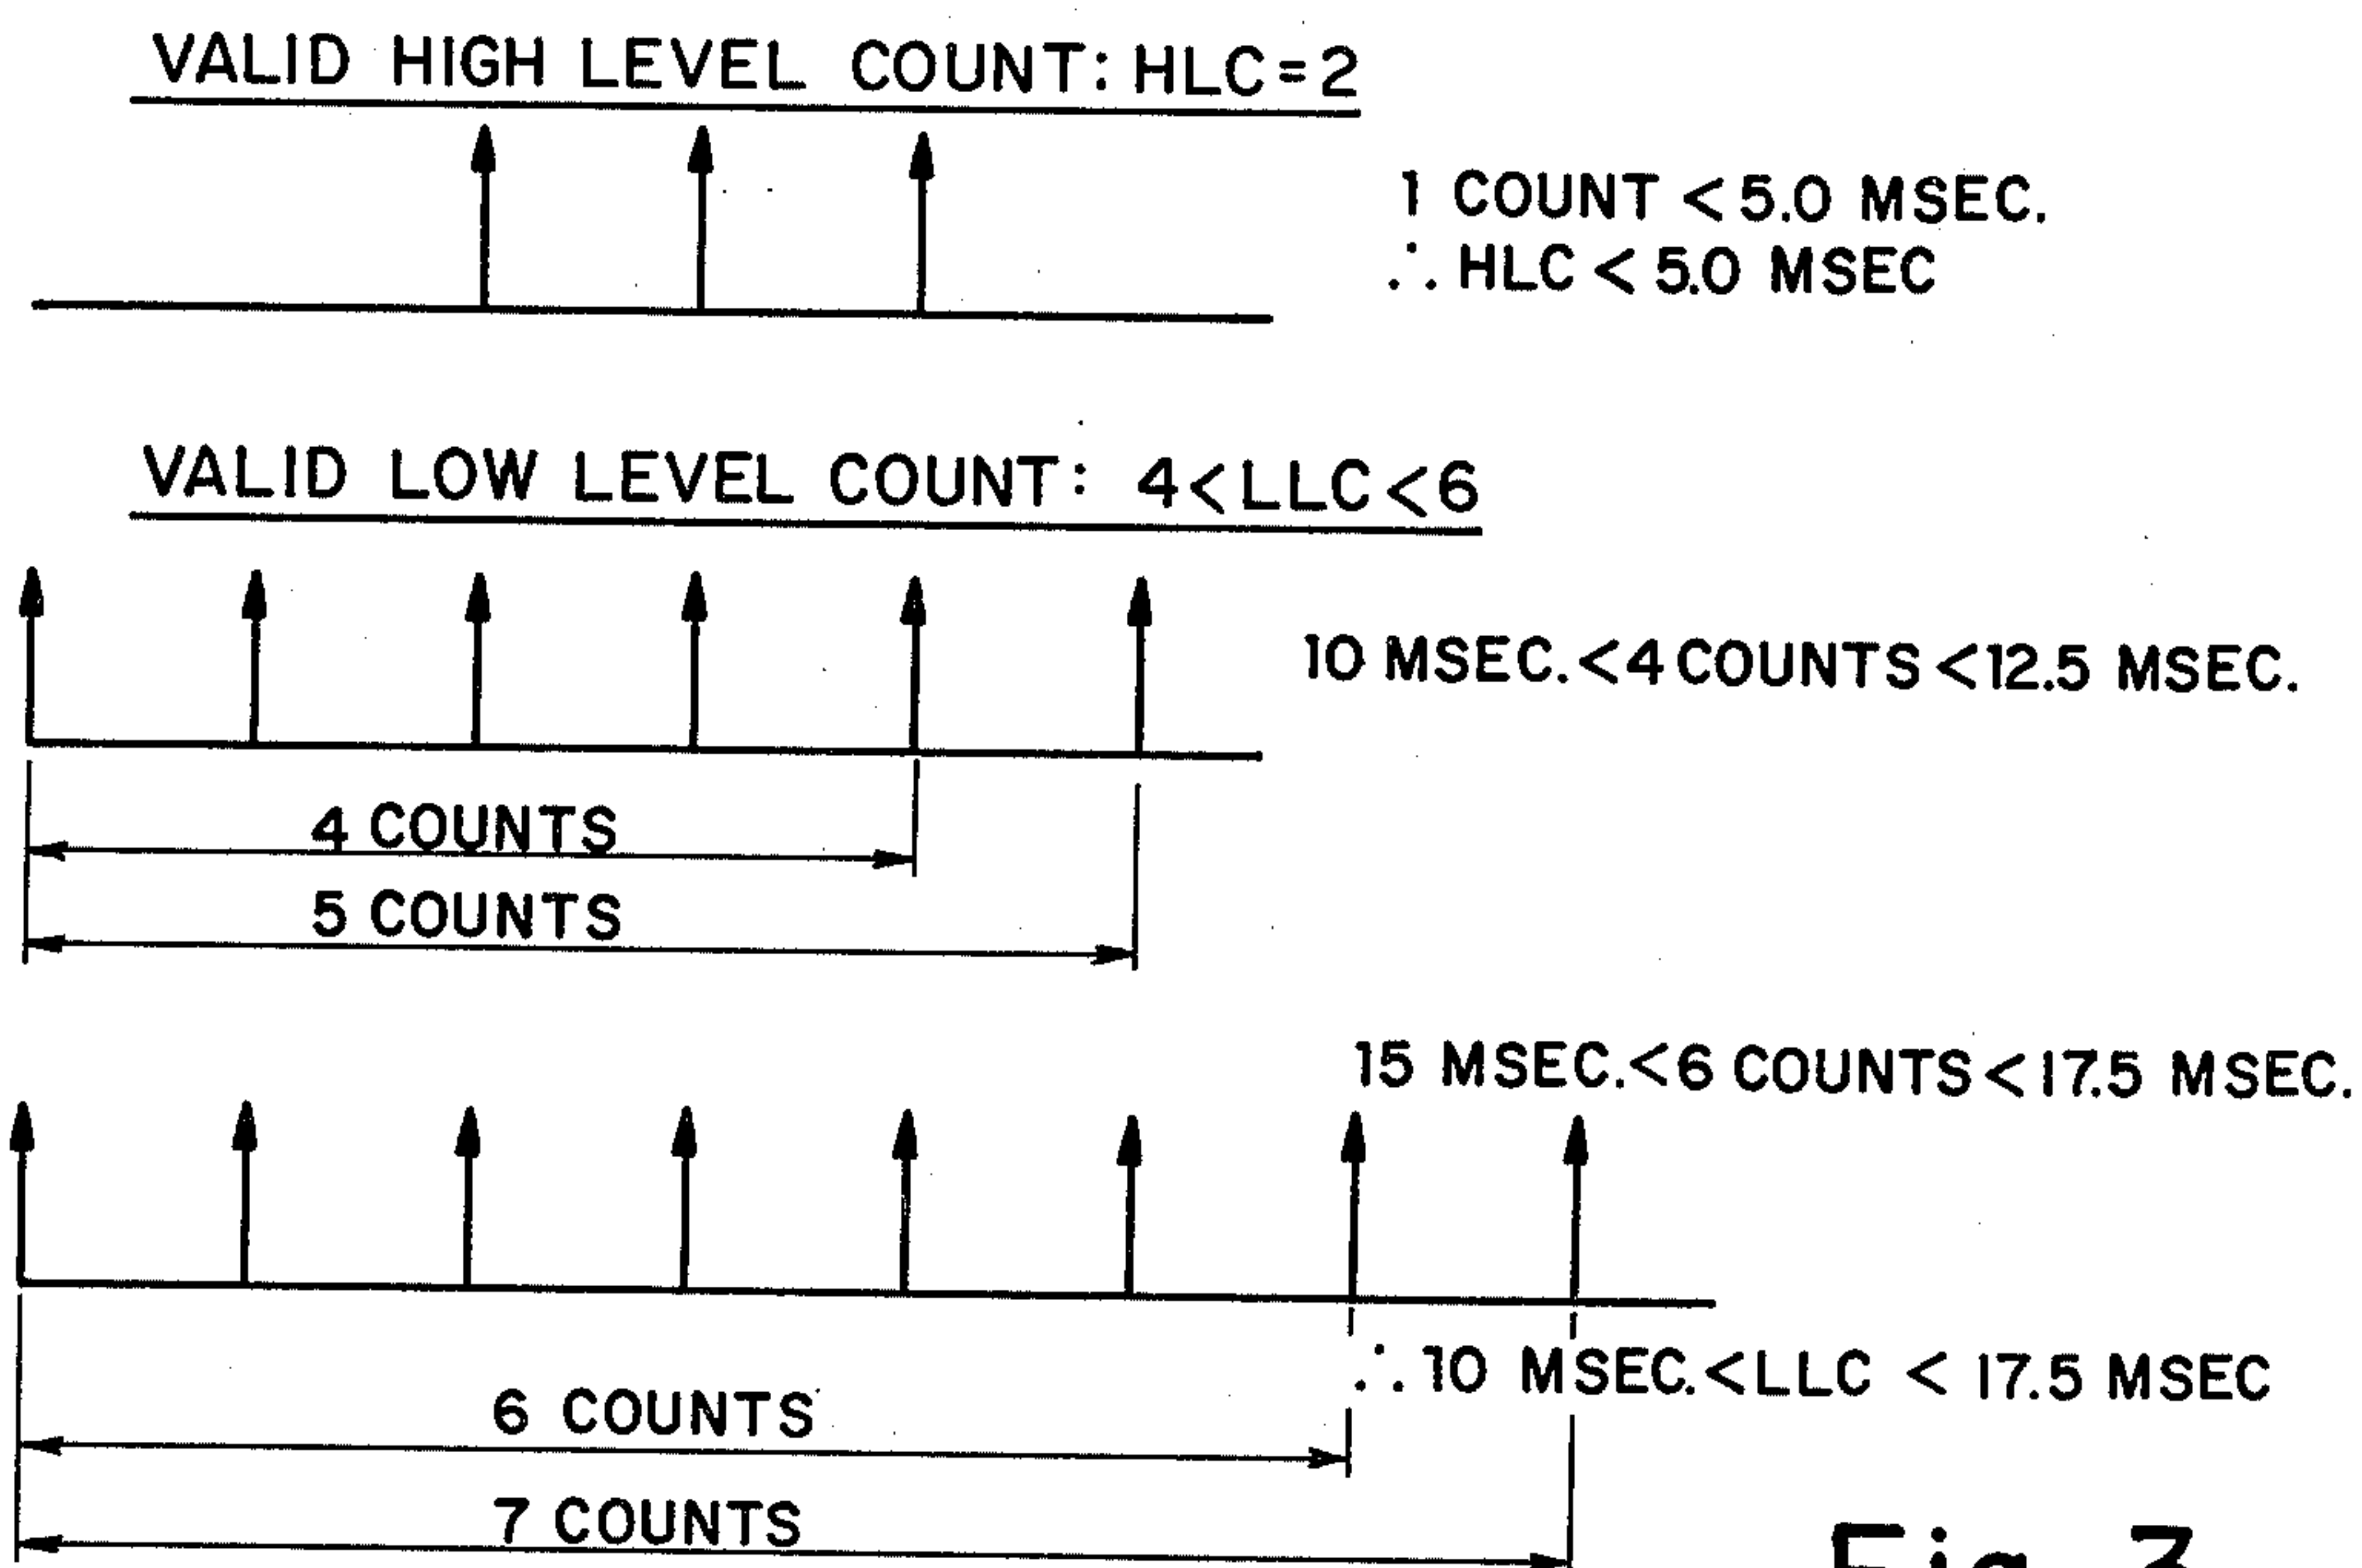 VALID HIGH LEVEL COUNT: HLC=2
1 COUNT < 5.0 MSEC.
∴ HLC < 5.0 MSEC
VALID LOW LEVEL COUNT: 4<LLC<6
10 MSEC.<4 COUNTS <12.5 MSEC.
4 COUNTS
5 COUNTS
15 MSEC.<6 COUNTS< 17.5 MSEC.
∴ 10 MSEC.<LLC < 17.5 MSEC
6 COUNTS
7 COUNTS